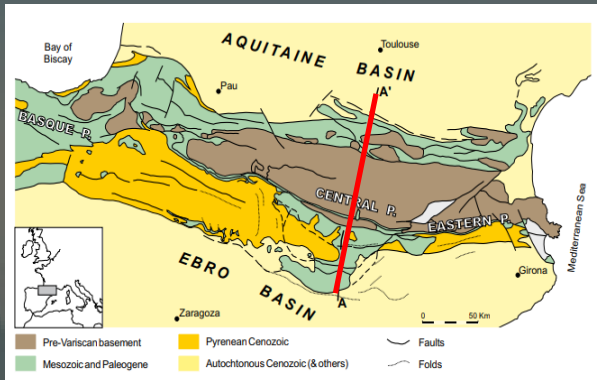 Bay of
Biscay
AQUITAINE BASIN
Toulouse
Pau
A'
BASQUE P.
CENTRAL P.
EASTERN P.
Mediterranean Sea
EBRO BASIN
Girona
A
Zaragoza
0 50 Km
Pre-Variscan basement
Pyrenean Cenozoic
Faults
Mesozoic and Paleogene
Autochtonous Cenozoic (& others)
Folds